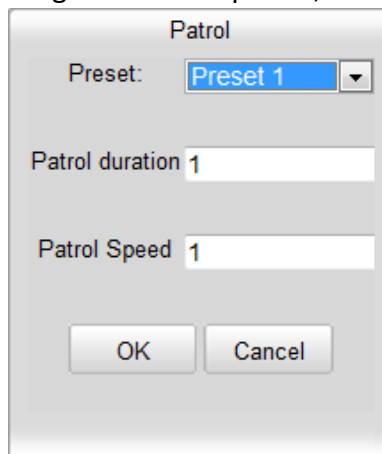 Patrol
Preset: Preset 1
Patrol duration 1
Patrol Speed 1
OK Cancel